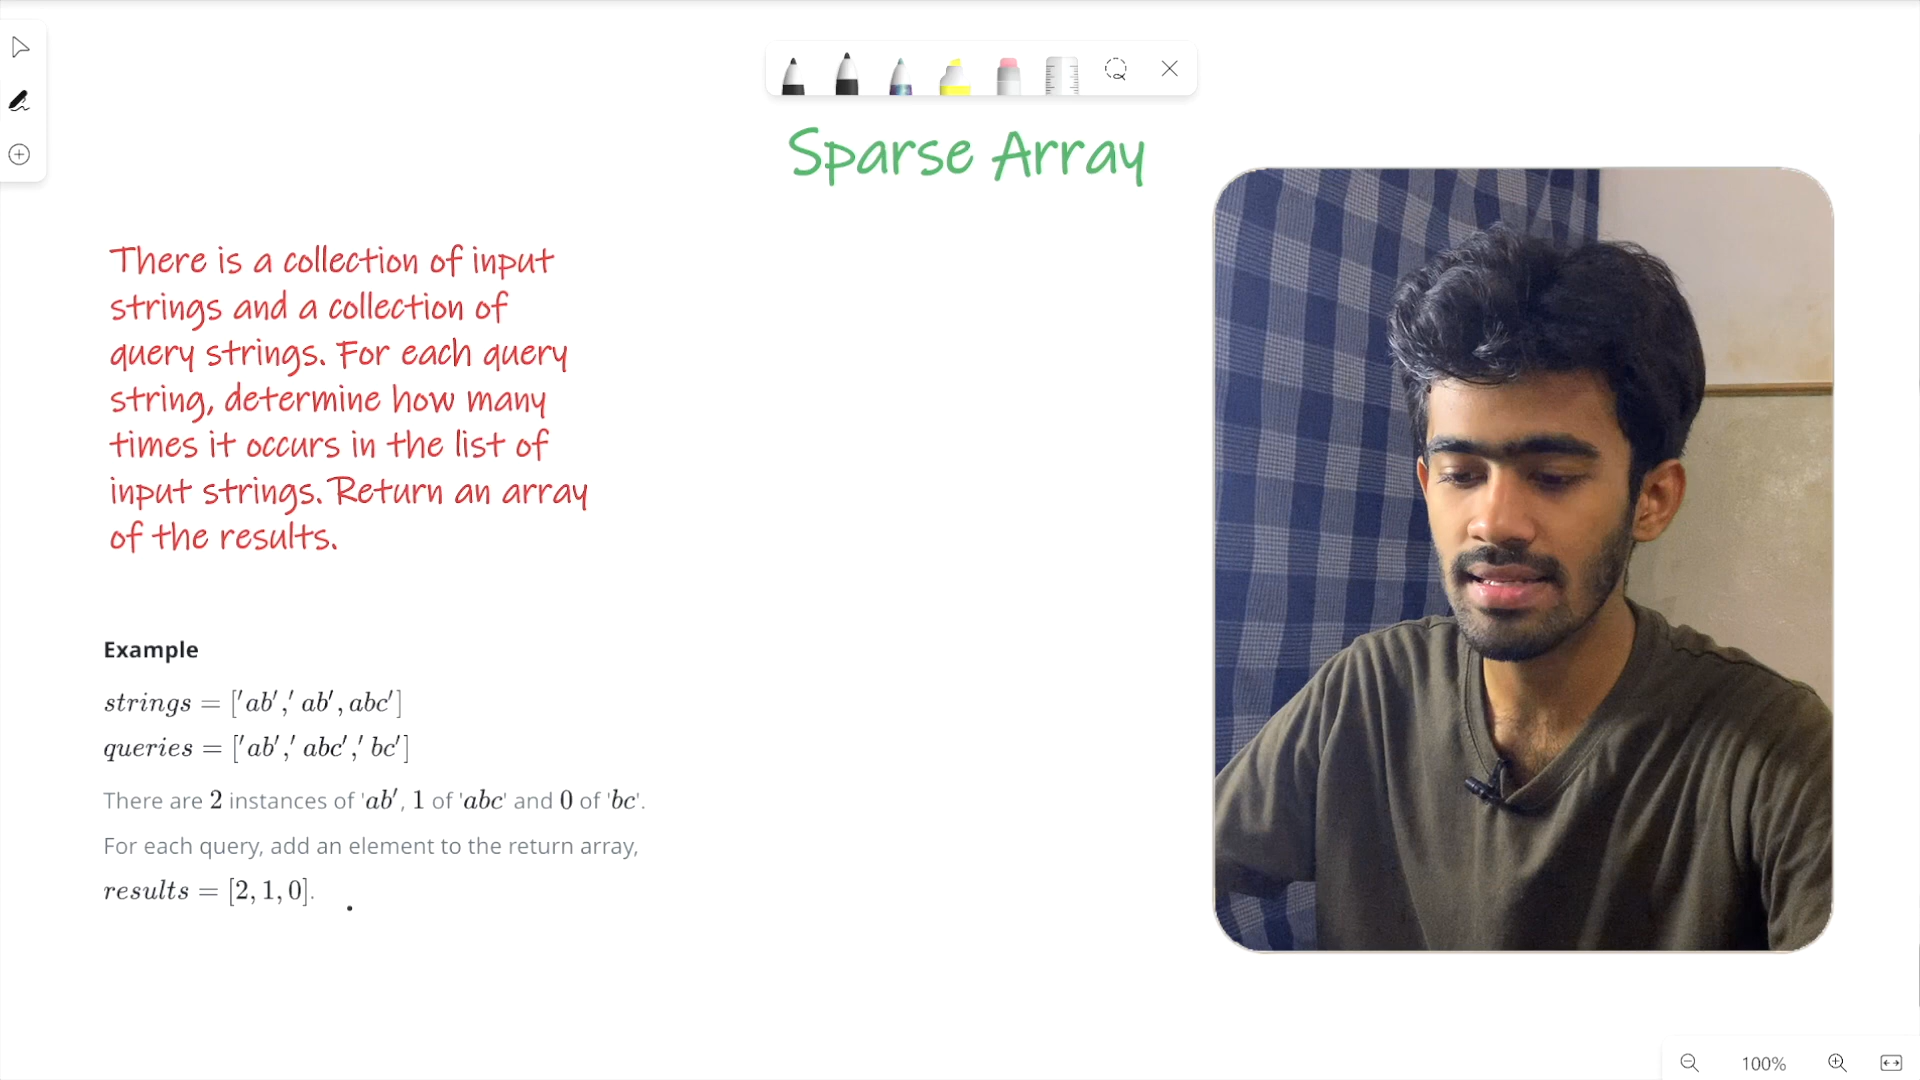 Sparse Array
There is a collection of input
strings and a collection of
query strings. For each query
string, determine how many
times it occurs in the list of
input strings. Return an array
of the results.
Example
strings = ['ab',' ab', abc']
queries = ['ab',' abc',' bc']
There are 2 instances of 'ab', 1 of 'abc' and 0 of 'bc'.
For each query, add an element to the return array,
results = [2, 1, 0].
100%